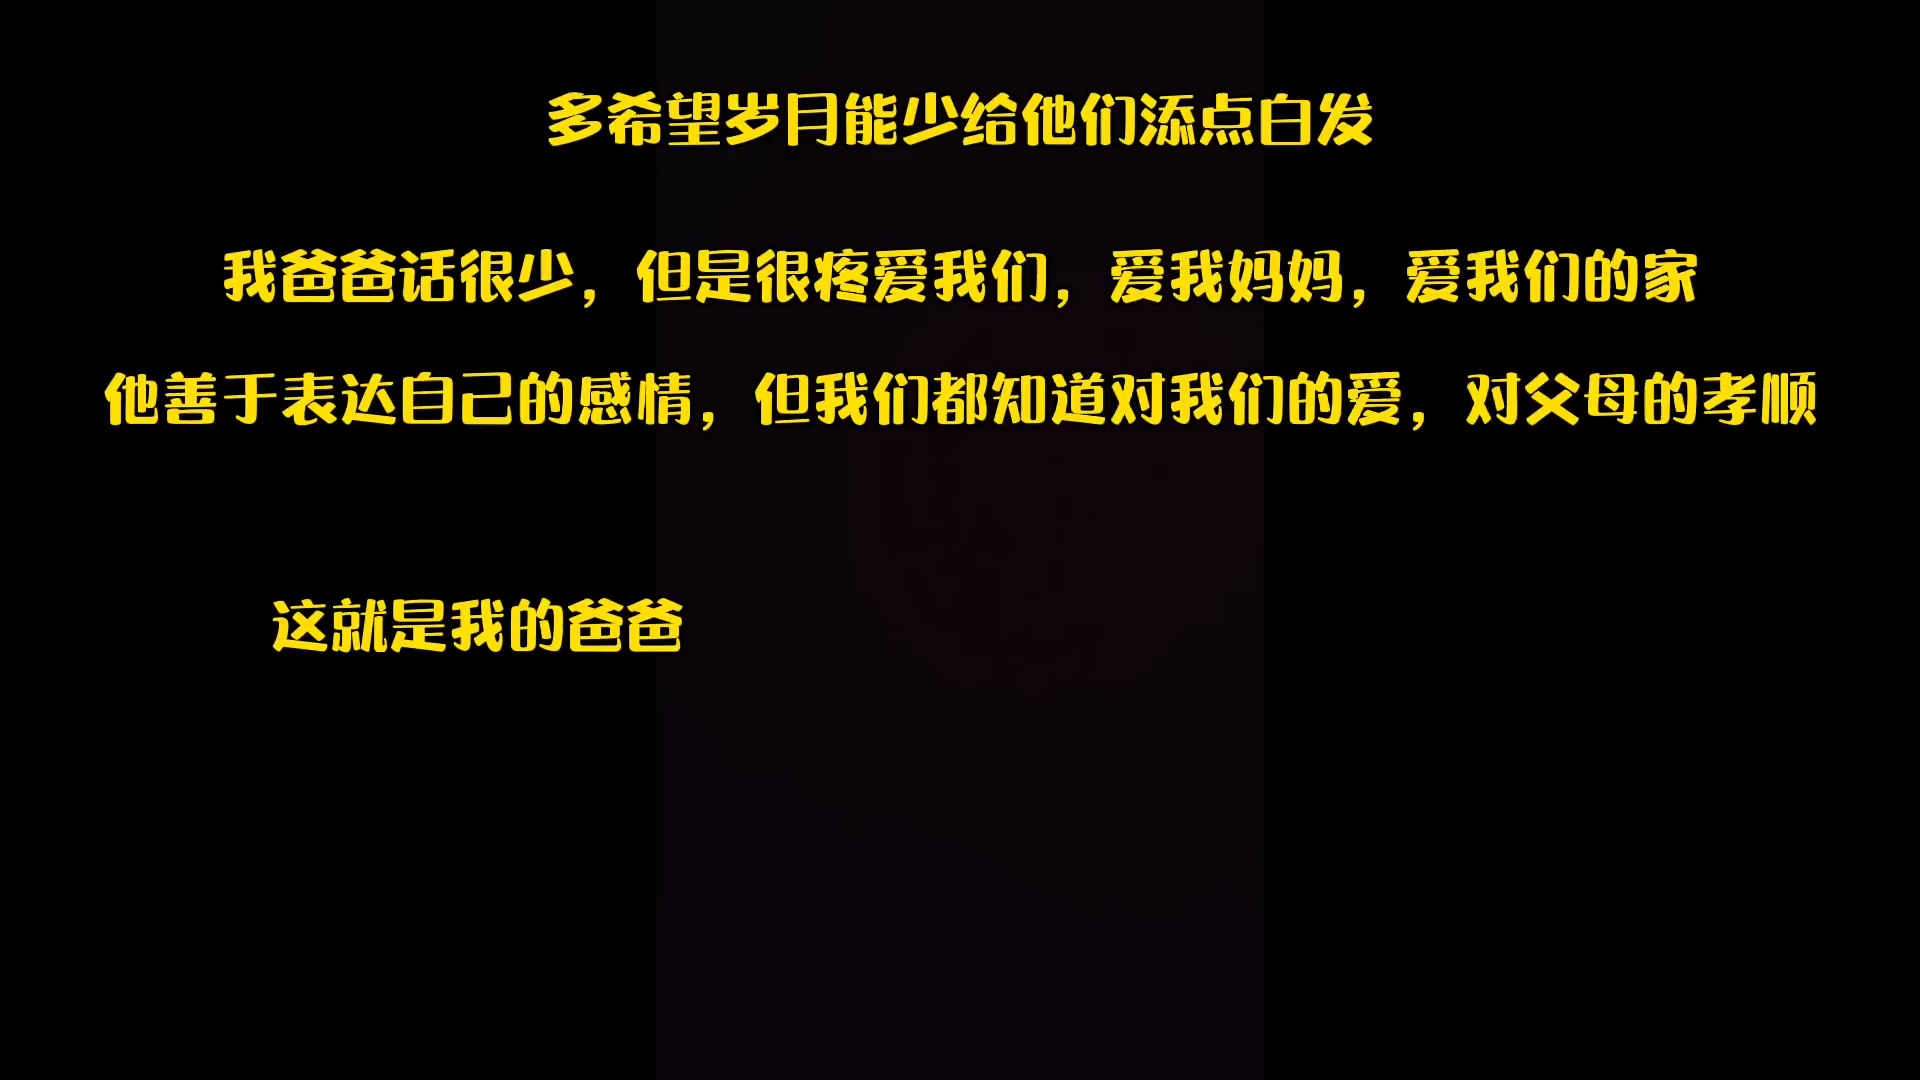 多希望岁月能少给他们添点白发
我爸爸话很少，但是很疼爱我们，爱我妈妈，爱我们的家
他善于表达自己的感情，但我们都知道对我们的爱，对父母的孝顺
这就是我的爸爸